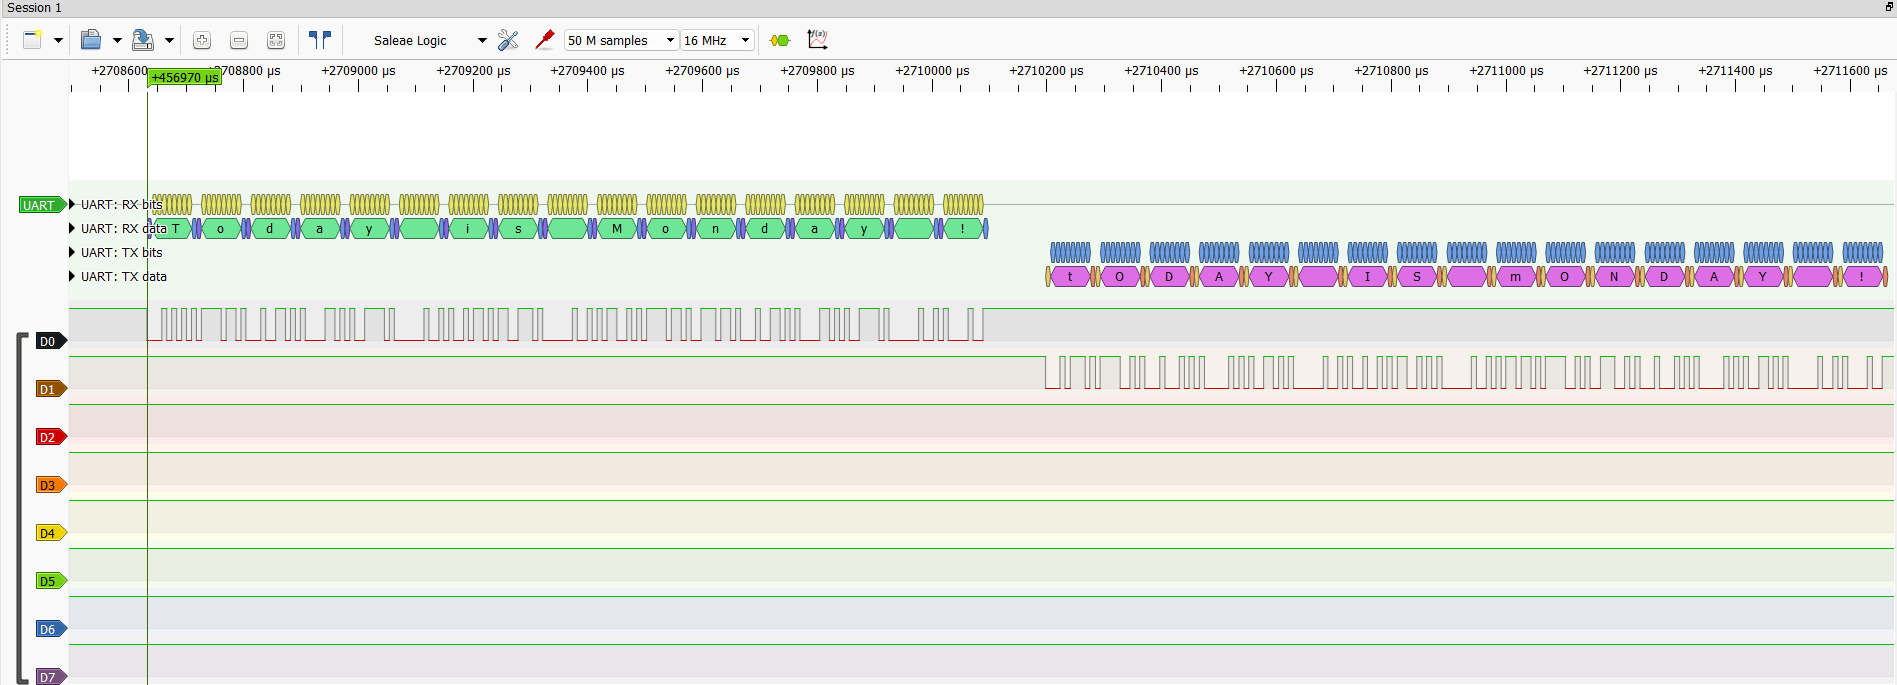 Session 1
Saleae Logic 50 M samples 16 MHz f(x)
+2708600 +2708800 µs +2709000 µs +2709200 µs +2709400 µs +2709600 µs +2709800 µs +2710000 µs +2710200 µs +2710400 µs +2710600 µs +2710800 µs +2711000 µs +2711200 µs +2711400 µs +2711600 µs
+456970 µs
UART UART: RX bits
UART: RX data T o d a y i s M o n d a y !
UART: TX bits
UART: TX data t O D A Y I S m O N D A Y !
D0
D1
D2
D3
D4
D5
D6
D7